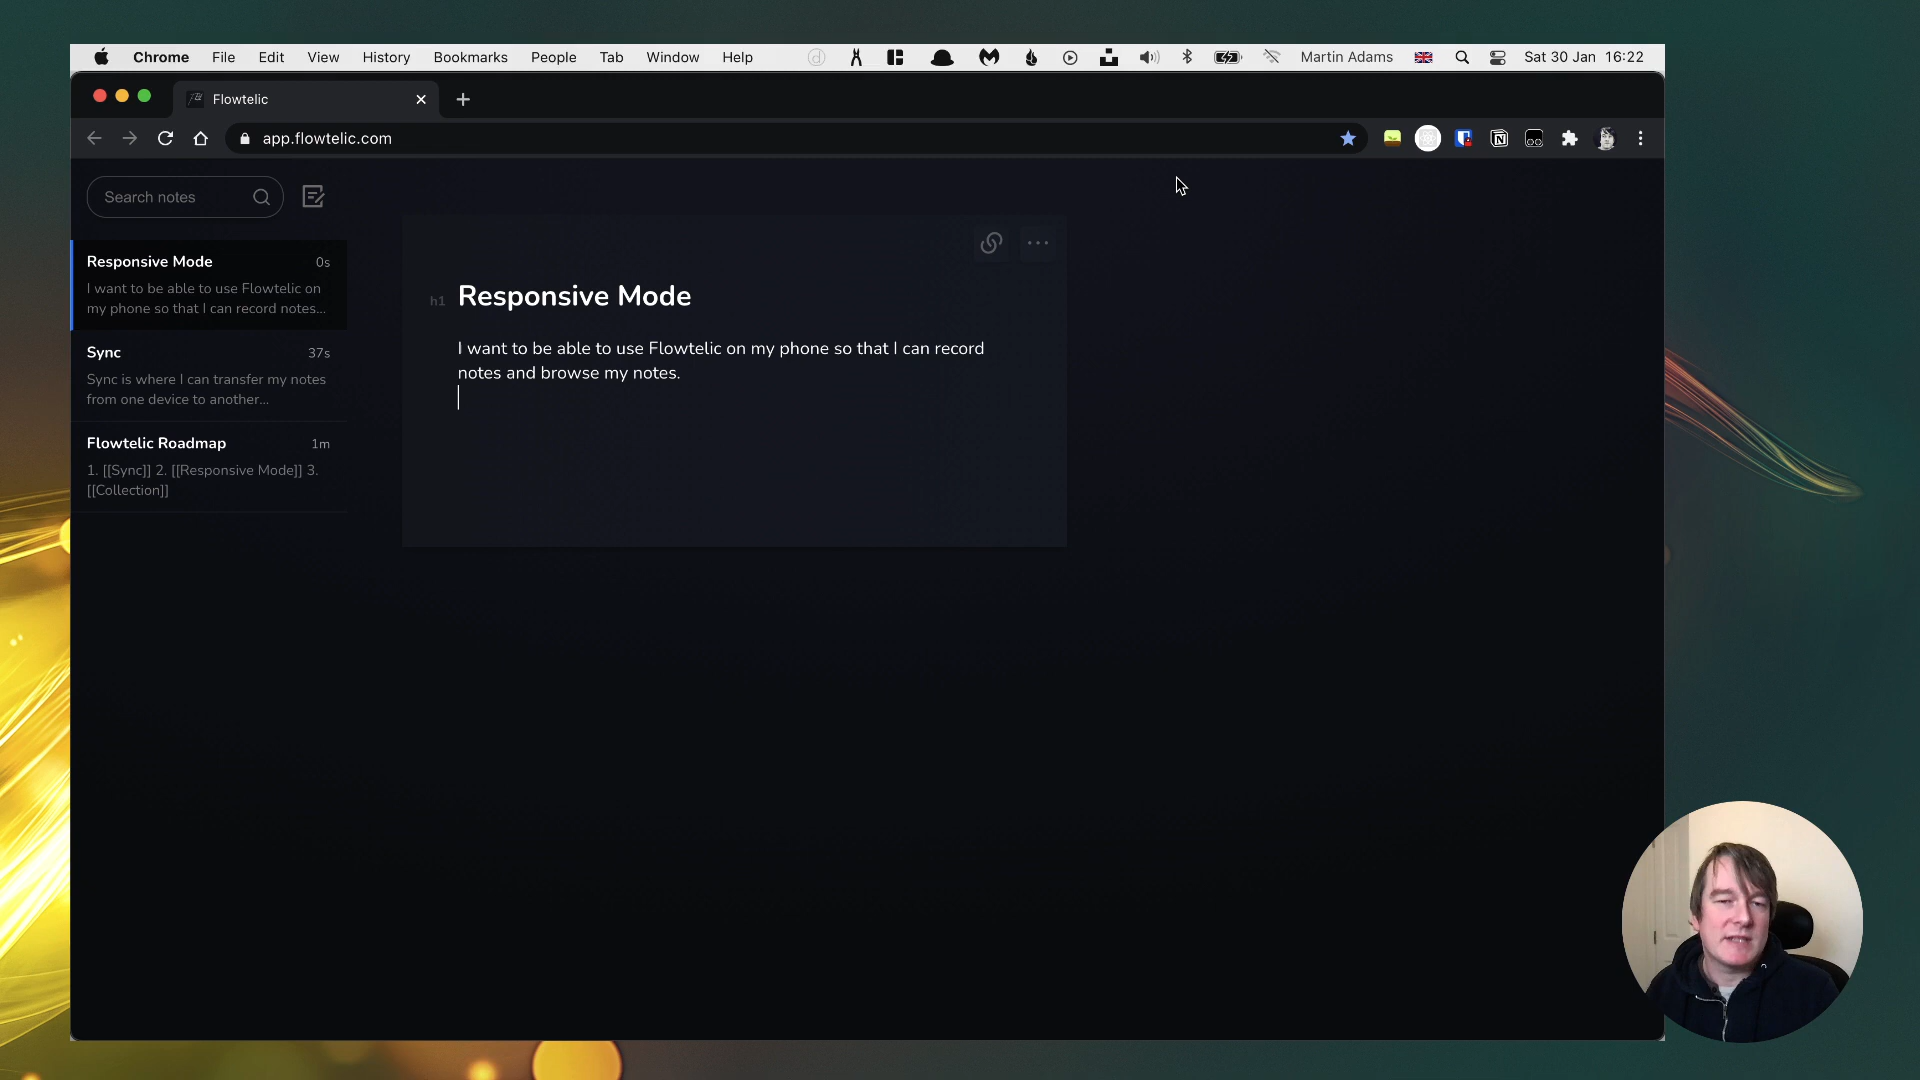 Chrome File Edit View History Bookmarks People Tab Window Help Martin Adams Sat 30 Jan 16:22
Flowtelic
app.flowtelic.com
Search notes
Responsive Mode 0s
I want to be able to use Flowtelic on
my phone so that I can record notes...
Sync 37s
Sync is where I can transfer my notes
from one device to another...
Flowtelic Roadmap 1m
1. [[Sync]] 2. [[Responsive Mode]] 3.
[[Collection]]
h1 Responsive Mode
I want to be able to use Flowtelic on my phone so that I can record
notes and browse my notes.